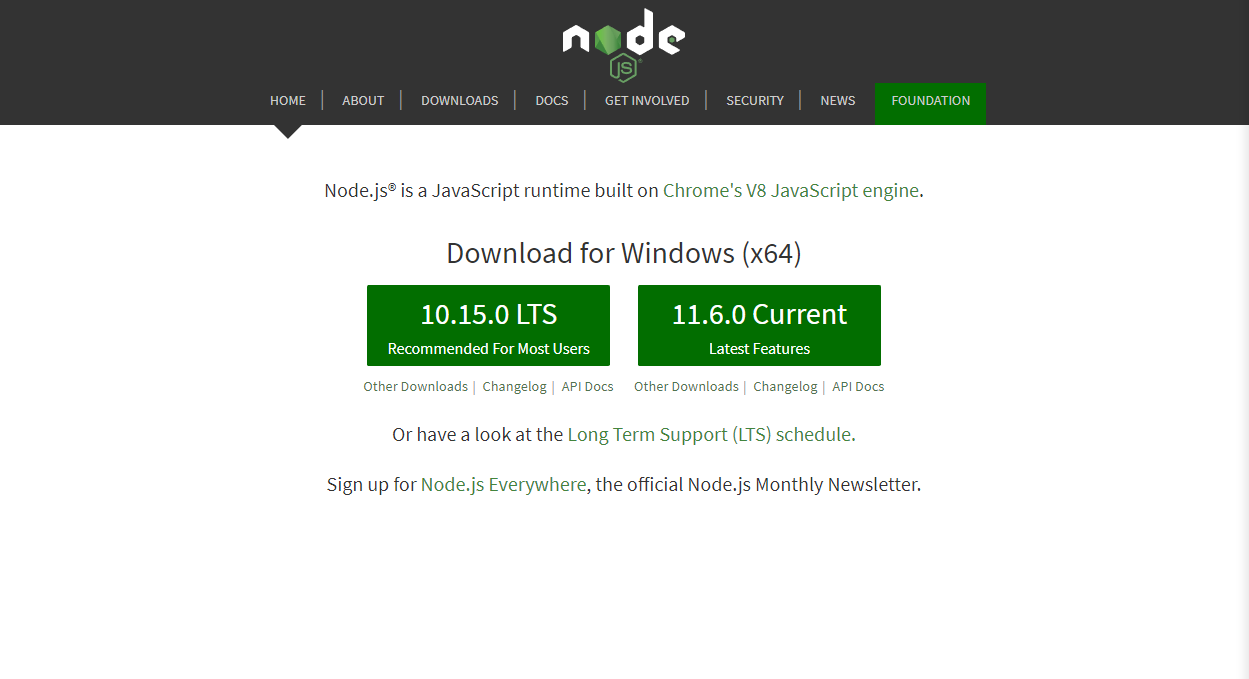 node
JS
HOME | ABOUT | DOWNLOADS | DOCS | GET INVOLVED | SECURITY | NEWS FOUNDATION
Node.js® is a JavaScript runtime built on Chrome's V8 JavaScript engine.
Download for Windows (x64)
10.15.0 LTS
Recommended For Most Users
11.6.0 Current
Latest Features
Other Downloads | Changelog | API Docs
Other Downloads | Changelog | API Docs
Or have a look at the Long Term Support (LTS) schedule.
Sign up for Node.js Everywhere, the official Node.js Monthly Newsletter.